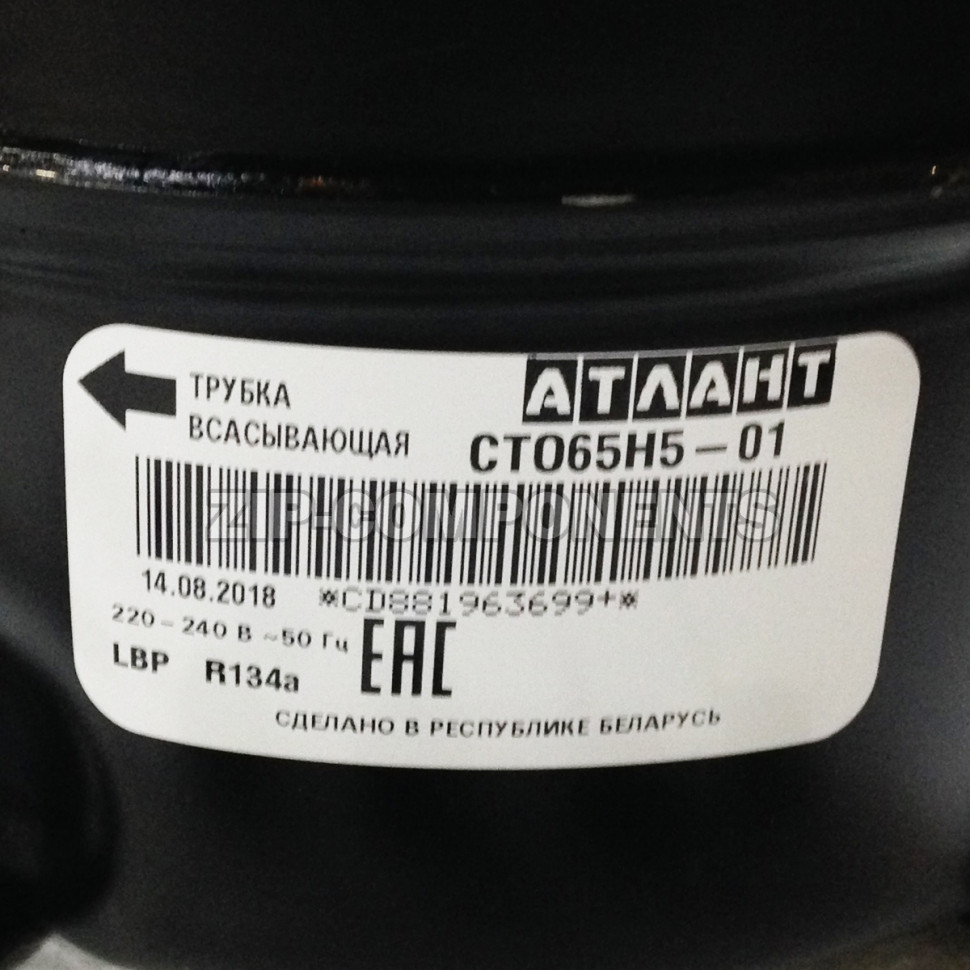 ТРУБКА
ВСАСЫВАЮЩАЯ
АТЛАНТ
СТО65Н5-01
ZIP-COMPONENTS
14.08.2018 *CD881963699+*
220-240 В ~50 Гц
LBP R134a
EAC
СДЕЛАНО В РЕСПУБЛИКЕ БЕЛАРУСЬ